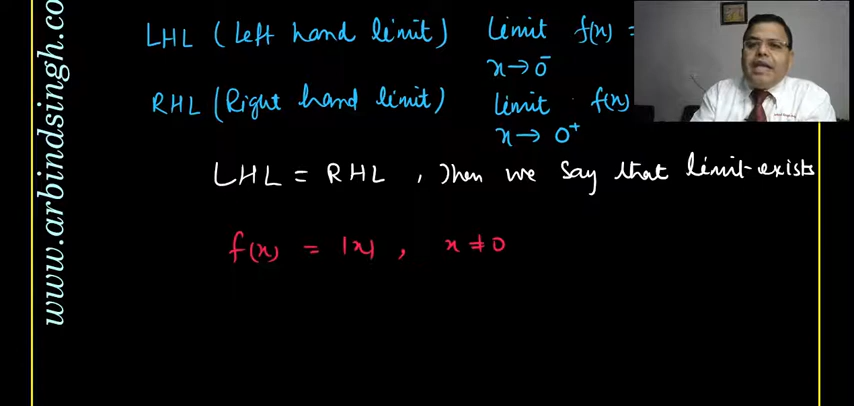 LHL (Left hand limit) Limit f(x) =
x→0⁻
RHL (Right hand limit) Limit f(x)
x→ 0⁺
LHL = RHL , Then we say that limit exists
f(x) = |x| , x ≠ 0
www.arbindsingh.co